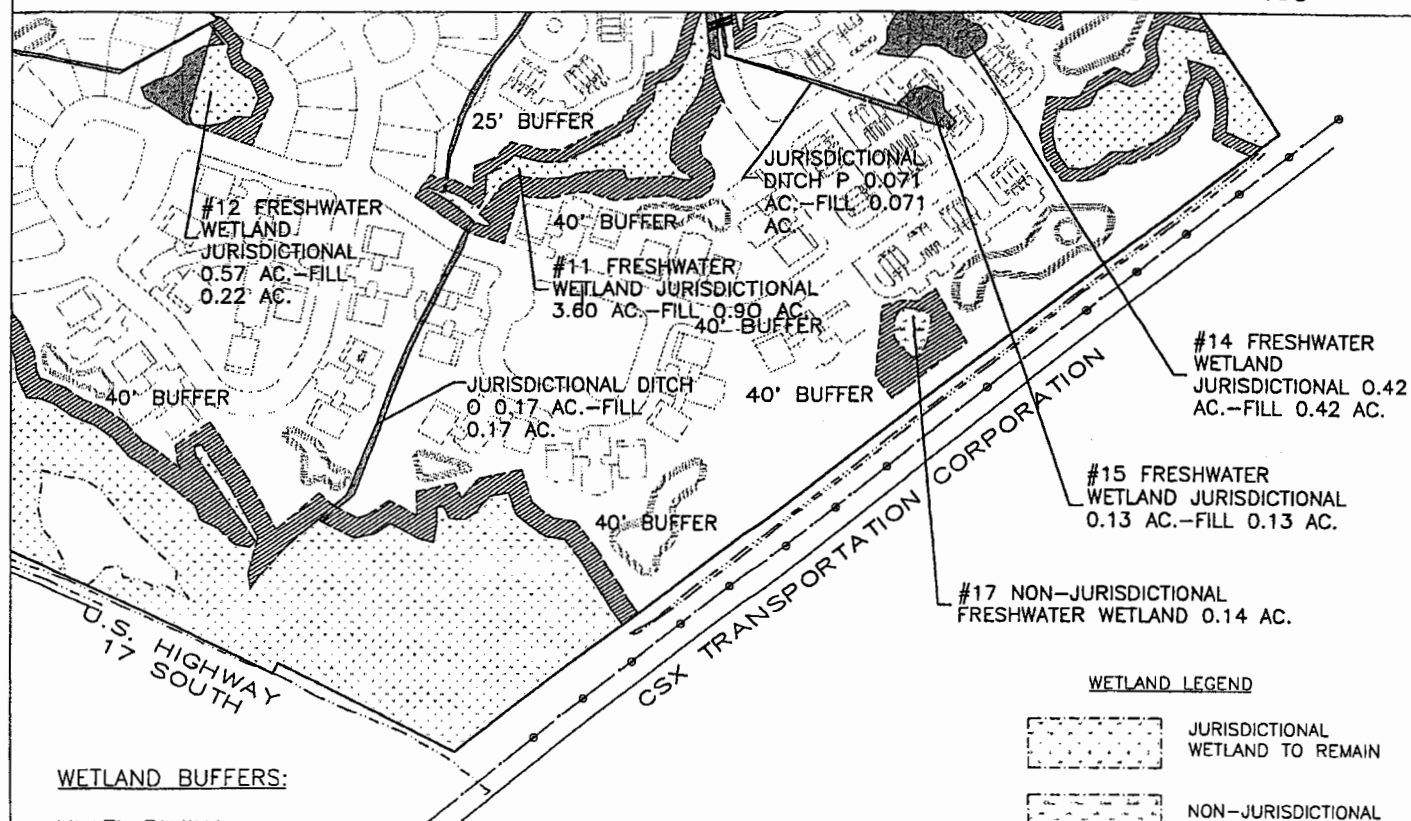 25' BUFFER
#12 FRESHWATER
WETLAND
JURISDICTIONAL
0.57 AC.-FILL
0.22 AC.
JURISDICTIONAL
DITCH P 0.071
AC.-FILL 0.071
AC.
40' BUFFER
#11 FRESHWATER
WETLAND JURISDICTIONAL
3.60 AC.-FILL 0.90 AC.
40' BUFFER
#14 FRESHWATER
WETLAND
JURISDICTIONAL 0.42
AC.-FILL 0.42 AC.
40' BUFFER
JURISDICTIONAL DITCH
O 0.17 AC.-FILL
0.17 AC.
40' BUFFER
#15 FRESHWATER
WETLAND JURISDICTIONAL
0.13 AC.-FILL 0.13 AC.
40' BUFFER
#17 NON-JURISDICTIONAL
FRESHWATER WETLAND 0.14 AC.
U.S. HIGHWAY
17 SOUTH
CSX TRANSPORTATION CORPORATION
WETLAND LEGEND
JURISDICTIONAL
WETLAND TO REMAIN
NON-JURISDICTIONAL
WETLAND BUFFERS: